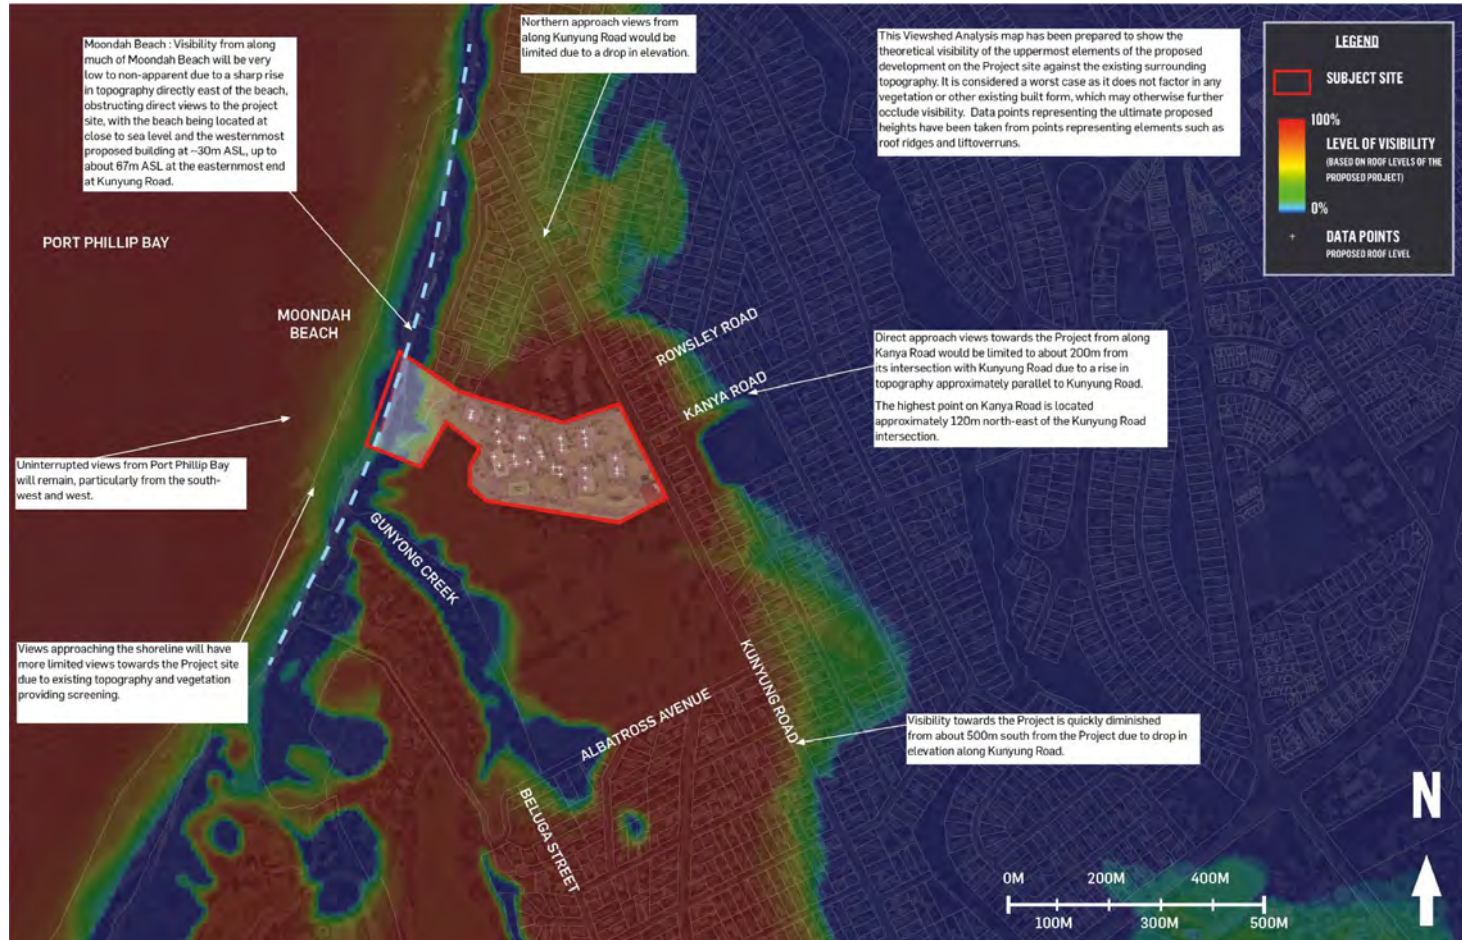 Moondah Beach : Visibility from along
much of Moondah Beach will be very
low to non-apparent due to a sharp rise
in topography directly east of the beach,
obstructing direct views to the project
site, with the beach being located at
close to sea level and the westernmost
proposed building at ~30m ASL, up to
about 67m ASL at the easternmost end
at Kunyung Road.
Northern approach views from
along Kunyung Road would be
limited due to a drop in elevation.
This Viewshed Analysis map has been prepared to show the
theoretical visibility of the uppermost elements of the proposed
development on the Project site against the existing surrounding
topography. It is considered a worst case as it does not factor in any
vegetation or other existing built form, which may otherwise further
occlude visibility. Data points representing the ultimate proposed
heights have been taken from points representing elements such as
roof ridges and liftoverruns.
LEGEND
SUBJECT SITE
100%
LEVEL OF VISIBILITY
(BASED ON ROOF LEVELS OF THE
PROPOSED PROJECT)
0%
DATA POINTS
PROPOSED ROOF LEVEL
PORT PHILLIP BAY
MOONDAH
BEACH
ROWSLEY ROAD
KANYA ROAD
Direct approach views towards the Project from along
Kanya Road would be limited to about 200m from
its intersection with Kunyung Road due to a rise in
topography approximately parallel to Kunyung Road.
The highest point on Kanya Road is located
approximately 120m north-east of the Kunyung Road
intersection.
Uninterrupted views from Port Phillip Bay
will remain, particularly from the south-
west and west.
GUNYONG CREEK
Views approaching the shoreline will have
more limited views towards the Project site
due to existing topography and vegetation
providing screening.
KUNYUNG ROAD
ALBATROSS AVENUE
BELUGA STREET
Visibility towards the Project is quickly diminished
from about 500m south from the Project due to drop in
elevation along Kunyung Road.
N
0M 200M 400M
100M 300M 500M